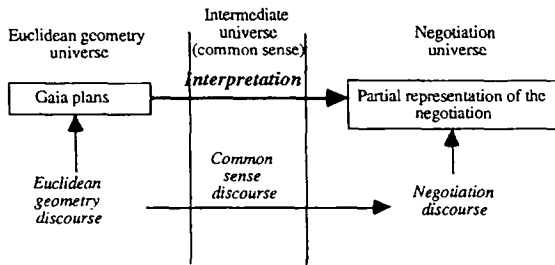 Euclidean geometry
universe
Intermediate
universe
(common sense)
Negotiation
universe
Interpretation
Gaia plans
Partial representation of the
negotiation
Euclidean
geometry
discourse
Common
sense
discourse
Negotiation
discourse